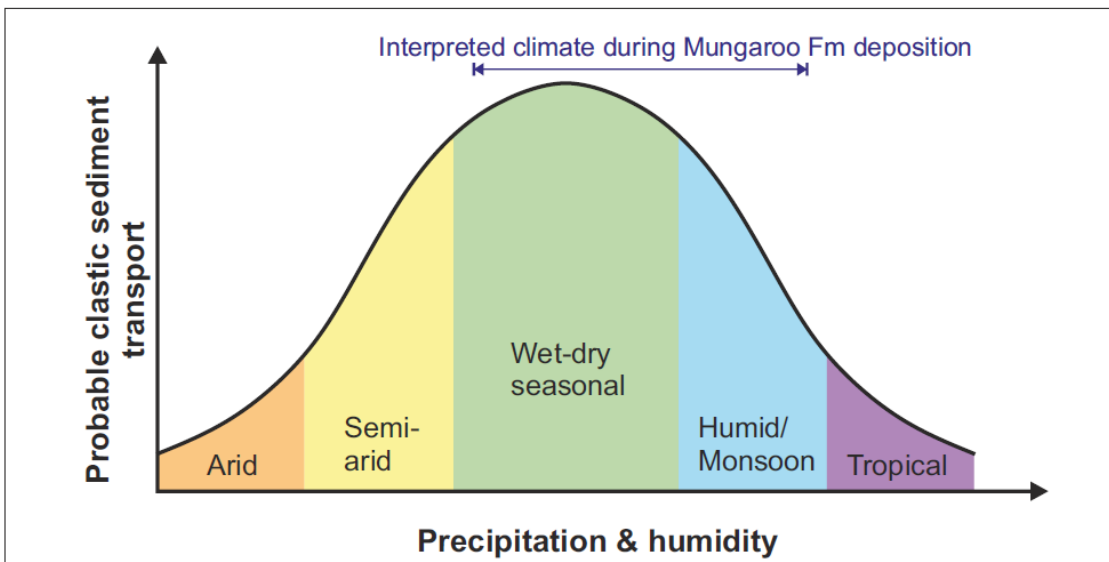 Interpreted climate during Mungaroo Fm deposition
Probable clastic sediment
transport
Wet-dry
seasonal
Semi-
arid
Humid/
Monsoon
Arid
Tropical
Precipitation & humidity